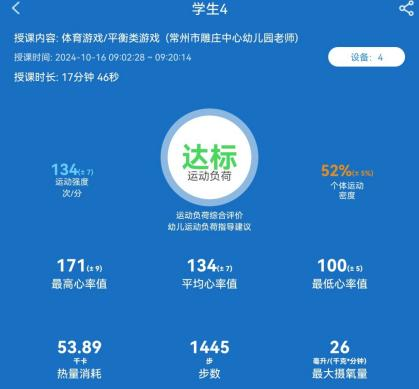 学生4
授课内容: 体育游戏/平衡类游戏 (常州市雕庄中心幼儿园老师)
授课时间: 2024-10-16 09:02:28 ~ 09:20:14
设备: 4
授课时长: 17分钟 46秒
达标
运动负荷
134(± 7)
运动强度
次/分
52%(± 5%)
个体运动
密度
运动负荷综合评价
幼儿运动负荷指导建议
171(± 9)
最高心率值
134(± 7)
平均心率值
100(± 5)
最低心率值
53.89
千卡
热量消耗
1445
步
步数
26
毫升/(千克*分钟)
最大摄氧量